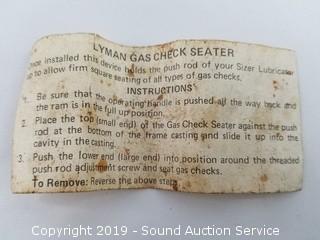 LYMAN GAS CHECK SEATER
Once installed this device holds the push rod of your Sizer Lubricator
up to allow firm square seating of all types of gas checks.
INSTRUCTIONS
1. Be sure that the operating handle is pushed all the way back and
the ram is in the full up position.
2. Place the top (small end) of the Gas Check Seater against the push
rod at the bottom of the frame casting and slide it up into the
cavity in the casting.
3. Push the lower end (large end) into position around the threaded
push rod adjustment screw and seat gas checks.
To Remove: Reverse the above steps.
Copyright 2019 - Sound Auction Service